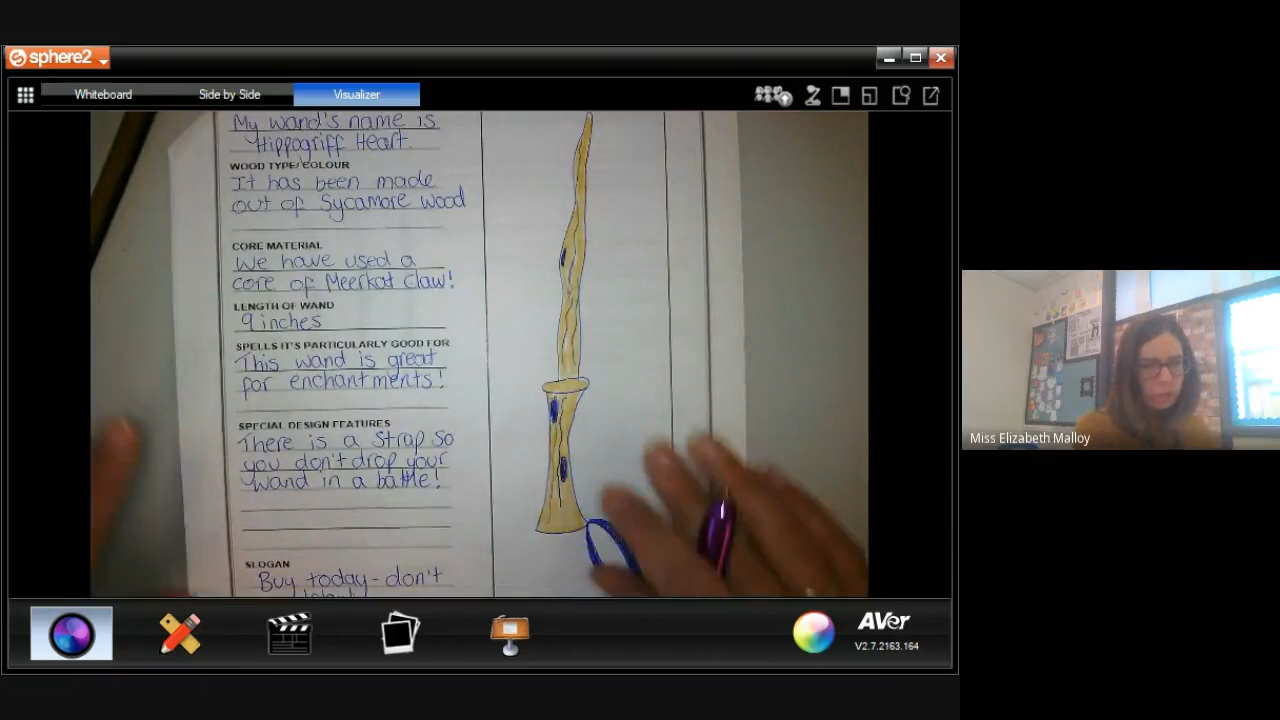 sphere2
Whiteboard
Side by Side
Visualizer
My wand's name is
Hippogriff Heart.
WOOD TYPE/ COLOUR
It has been made
out of Sycamore Wood
CORE MATERIAL
We have used a
core of Meerkat Claw!
LENGTH OF WAND
9 inches
SPELLS IT'S PARTICULARLY GOOD FOR
This wand is great
for enchantments!
SPECIAL DESIGN FEATURES
There is a strap so
you don't drop your
wand in a battle!
SLOGAN
Buy today - don't
Miss Elizabeth Malloy
AVer
V2.7.2163.164